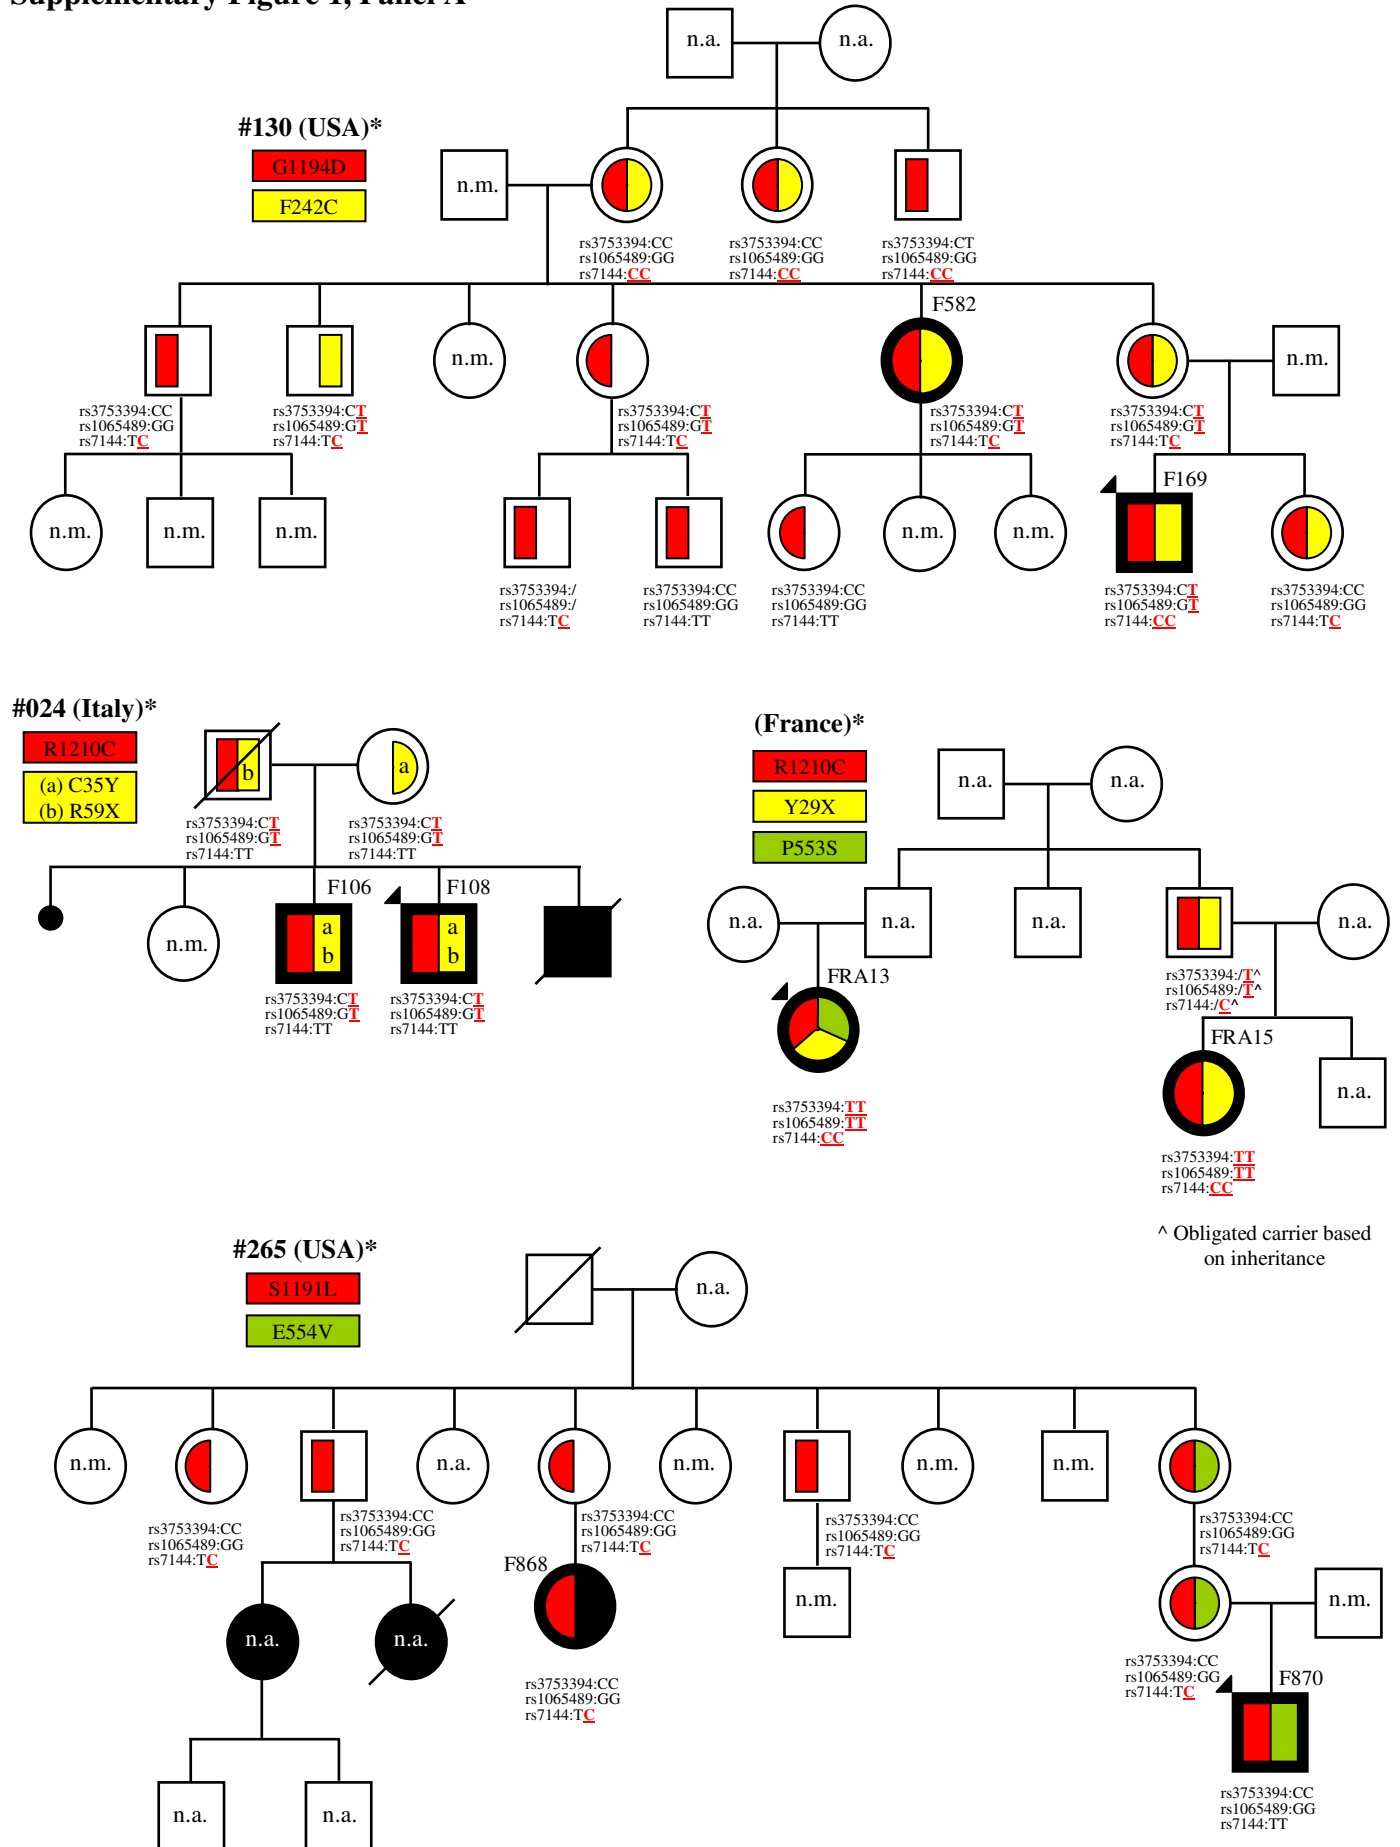 Supplementary Figure 1, Panel A
n.a.
n.a.
#130 (USA)*
G1194D
F242C
n.m.
rs3753394:CC
rs1065489:GG
rs7144:CC
rs3753394:CC
rs1065489:GG
rs7144:CC
rs3753394:CT
rs1065489:GG
rs7144:CC
F582
n.m.
n.m.
rs3753394:CC
rs1065489:GG
rs7144:TC
rs3753394:CT
rs1065489:GT
rs7144:TC
rs3753394:CT
rs1065489:GT
rs7144:TC
rs3753394:CT
rs1065489:GT
rs7144:TC
rs3753394:CT
rs1065489:GT
rs7144:TC
F169
n.m.
n.m.
n.m.
n.m.
n.m.
rs3753394:/
rs1065489:/
rs7144:TC
rs3753394:CC
rs1065489:GG
rs7144:TT
rs3753394:CC
rs1065489:GG
rs7144:TT
rs3753394:CT
rs1065489:GT
rs7144:CC
rs3753394:CC
rs1065489:GG
rs7144:TC
#024 (Italy)*
R1210C
(a) C35Y
(b) R59X
b
a
rs3753394:CT
rs1065489:GT
rs7144:TT
rs3753394:CT
rs1065489:GT
rs7144:TT
F106
F108
n.m.
a
b
a
b
rs3753394:CT
rs1065489:GT
rs7144:TT
rs3753394:CT
rs1065489:GT
rs7144:TT
(France)*
R1210C
Y29X
P553S
n.a.
n.a.
n.a.
n.a.
n.a.
n.a.
FRA13
rs3753394:/T^
rs1065489:/T^
rs7144:/C^
FRA15
n.a.
rs3753394:TT
rs1065489:TT
rs7144:CC
rs3753394:TT
rs1065489:TT
rs7144:CC
^ Obligated carrier based
on inheritance
#265 (USA)*
S1191L
E554V
n.a.
n.m.
n.a.
n.m.
n.m.
n.m.
rs3753394:CC
rs1065489:GG
rs7144:TC
rs3753394:CC
rs1065489:GG
rs7144:TC
rs3753394:CC
rs1065489:GG
rs7144:TC
rs3753394:CC
rs1065489:GG
rs7144:TC
rs3753394:CC
rs1065489:GG
rs7144:TC
F868
n.a.
n.a.
n.m.
n.m.
rs3753394:CC
rs1065489:GG
rs7144:TC
rs3753394:CC
rs1065489:GG
rs7144:TC
F870
n.a.
n.a.
rs3753394:CC
rs1065489:GG
rs7144:TT